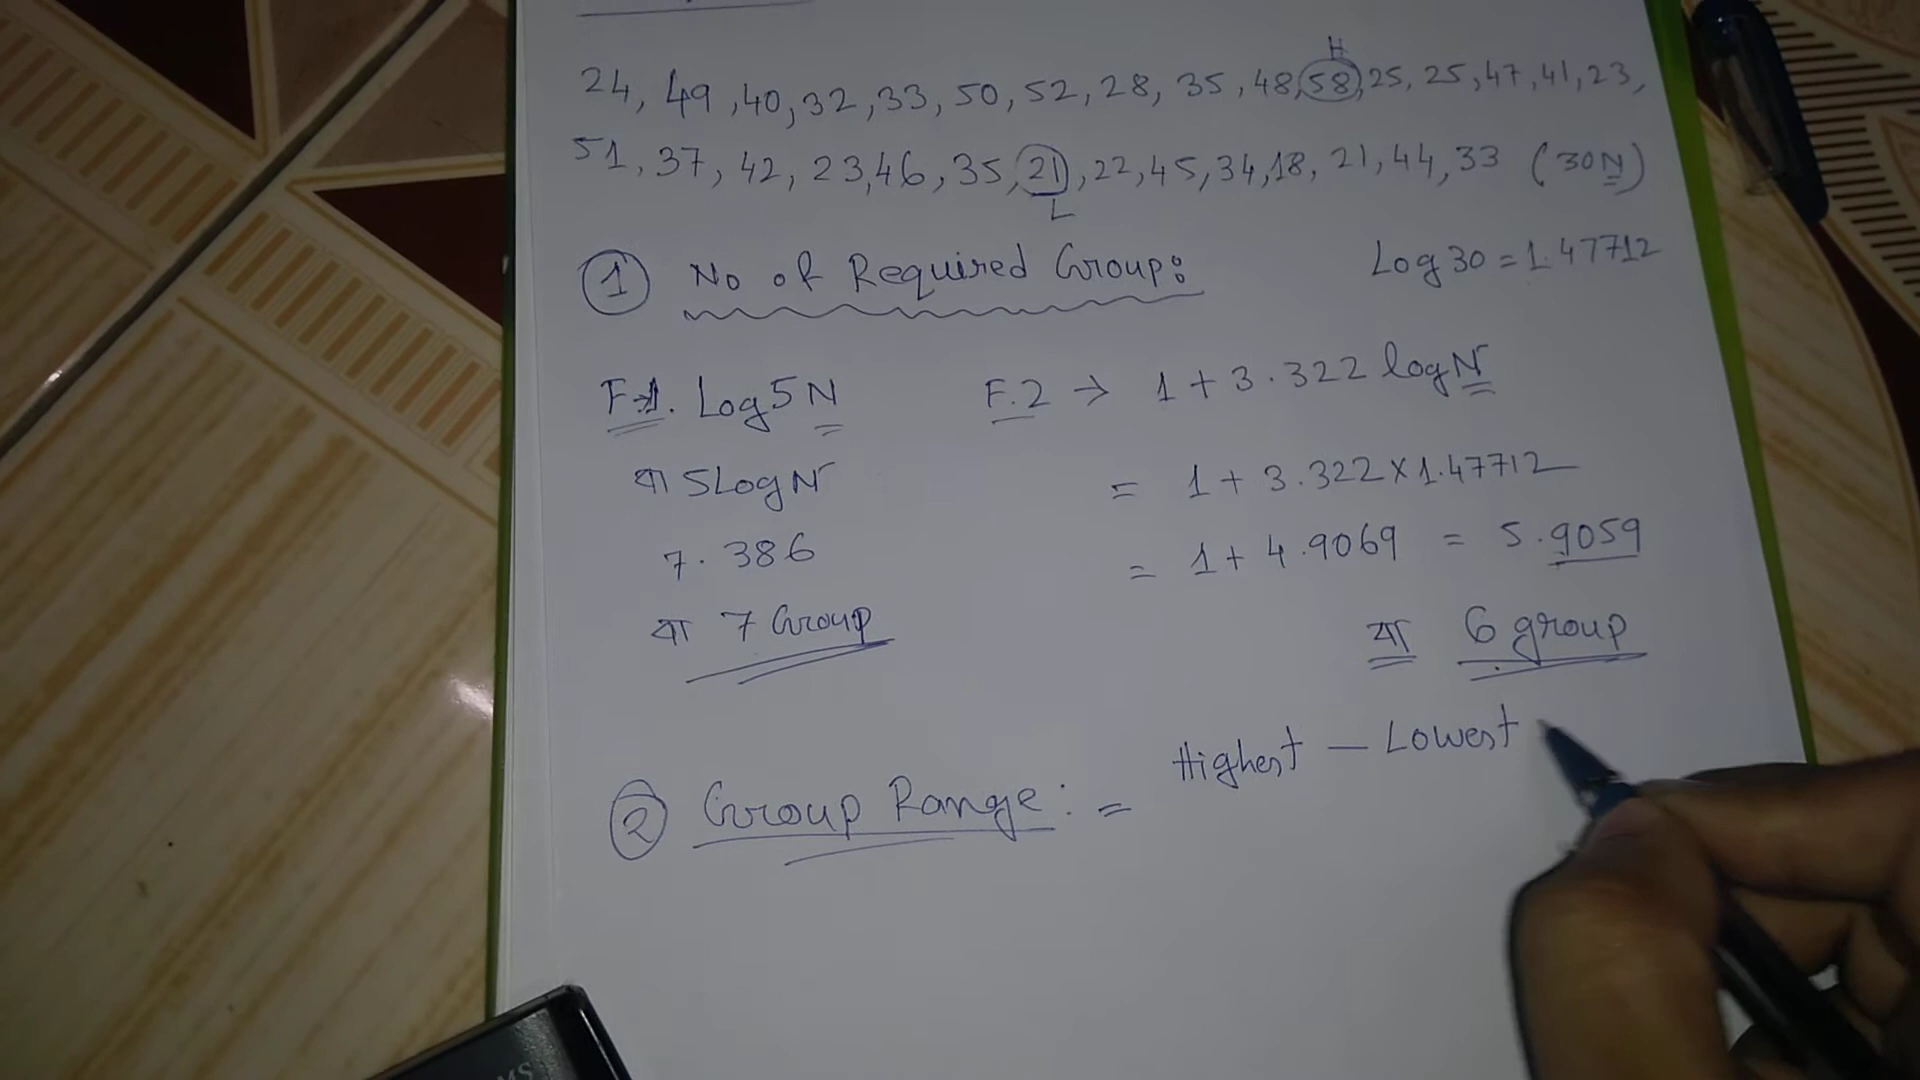 H
24, 49, 40, 32, 33, 50, 52, 28, 35, 48, 58, 25, 25, 47, 41, 23,
51, 37, 42, 23, 46, 35, 21, 22, 45, 34, 18, 21, 44, 33 (30N)
L
① No of Required Group: Log 30 = 1.47712
F-1. Log 5 N F.2 → 1 + 3.322 log N
বা 5 Log N = 1 + 3.322 × 1.47712
7.386 = 1 + 4.9069 = 5.9059
বা 7 Group বা 6 group
② Group Range: = Highest — Lowest
MS